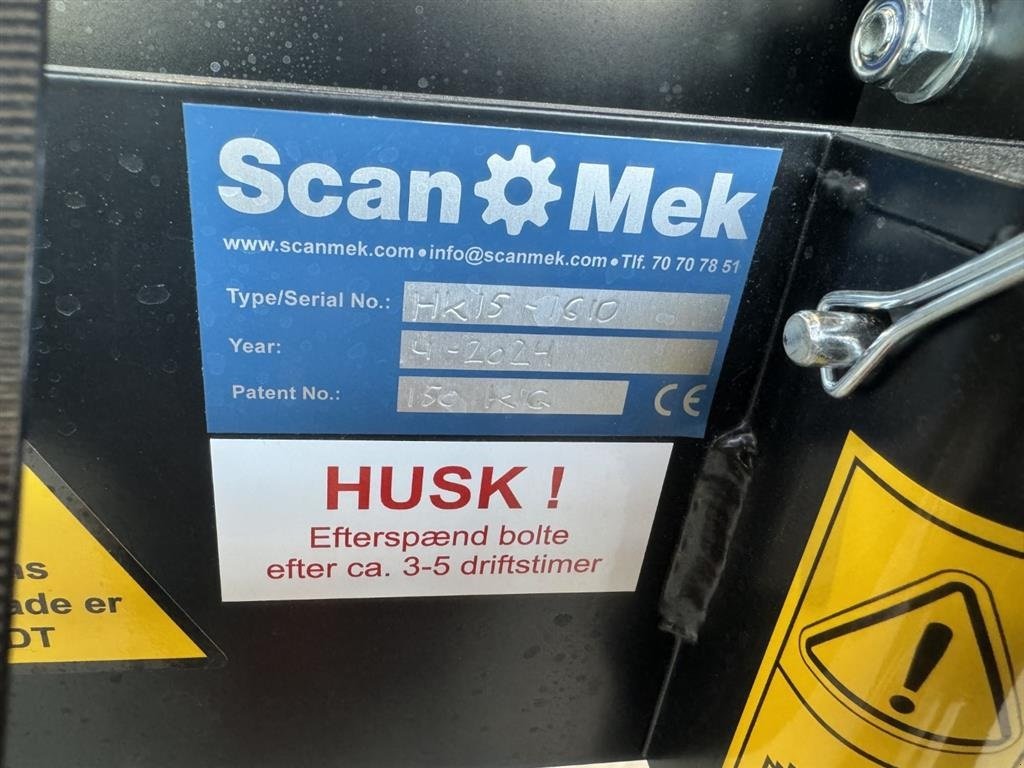 Scan Mek
www.scanmek.com • info@scanmek.com • Tlf. 70 70 78 51
Type/Serial No.: HK15 - 1610
Year: 4-2024
Patent No.: 150 KG
CE
HUSK !
Efterspænd bolte
efter ca. 3-5 driftstimer
ns
ade er
DT